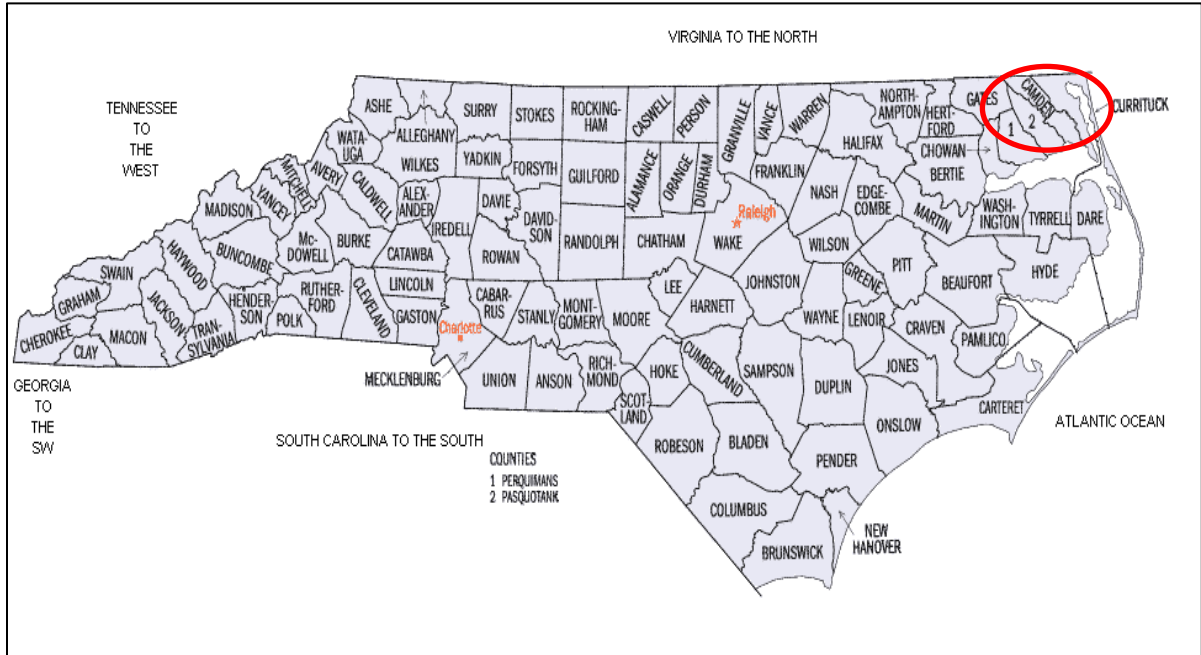 VIRGINIA TO THE NORTH
TENNESSEE
TO
THE
WEST
ASHE
ALLEGHANY
SURRY
STOKES
ROCKING-
HAM
CASWELL
PERSON
GRANVILLE
VANCE
WARREN
NORTH-
AMPTON
HERT-
FORD
GATES
CAMDEN
CURRITUCK
1
2
WATA-
UGA
WILKES
YADKIN
FORSYTH
GUILFORD
ALAMANCE
ORANGE
DURHAM
FRANKLIN
HALIFAX
CHOWAN
BERTIE
MITCHELL
AVERY
CALDWELL
ALEX-
ANDER
IREDELL
DAVIE
DAVID-
SON
RANDOLPH
CHATHAM
Raleigh
WAKE
NASH
EDGE-
COMBE
MARTIN
WASH-
INGTON
TYRRELL
DARE
MADISON
YANCEY
Mc-
DOWELL
BURKE
CATAWBA
ROWAN
WILSON
PITT
BEAUFORT
HYDE
SWAIN
HAYWOOD
BUNCOMBE
RUTHER-
FORD
CLEVELAND
LINCOLN
GASTON
CABAR-
RUS
STANLY
MONT-
GOMERY
MOORE
LEE
HARNETT
JOHNSTON
GREENE
WAYNE
LENOIR
CRAVEN
PAMLICO
GRAHAM
CHEROKEE
CLAY
MACON
JACKSON
TRAN-
SYLVANIA
HENDER-
SON
POLK
Charlotte
MECKLENBURG
UNION
ANSON
RICH-
MOND
SCOT-
LAND
HOKE
CUMBERLAND
SAMPSON
DUPLIN
JONES
CARTERET
ONSLOW
GEORGIA
TO
THE
SW
SOUTH CAROLINA TO THE SOUTH
ATLANTIC OCEAN
ROBESON
BLADEN
PENDER
COUNTIES
1 PERQUIMANS
2 PASQUOTANK
COLUMBUS
BRUNSWICK
NEW
HANOVER